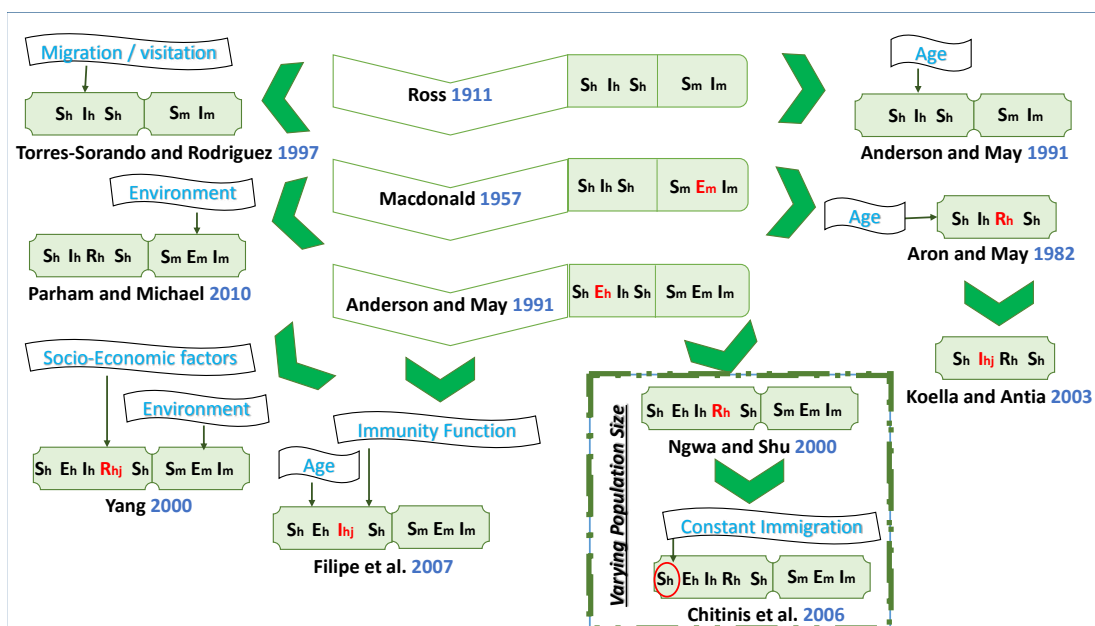 Migration / visitation
Sh Ih Sh Sm Im
Torres-Sorando and Rodriguez 1997
Ross 1911
Sh Ih Sh Sm Im
Age
Sh Ih Sh Sm Im
Anderson and May 1991
Macdonald 1957
Sh Ih Sh Sm Em Im
Environment
Sh Ih Rh Sh Sm Em Im
Parham and Michael 2010
Age
Sh Ih Rh Sh
Aron and May 1982
Anderson and May 1991
Sh Eh Ih Sh Sm Em Im
Sh Ihj Rh Sh
Koella and Antia 2003
Socio-Economic factors
Environment
Sh Eh Ih Rhj Sh Sm Em Im
Yang 2000
Immunity Function
Age
Sh Eh Ihj Sh Sm Em Im
Filipe et al. 2007
Varying Population Size
Sh Eh Ih Rh Sh Sm Em Im
Ngwa and Shu 2000
Constant Immigration
Sh Eh Ih Rh Sh Sm Em Im
Chitinis et al. 2006